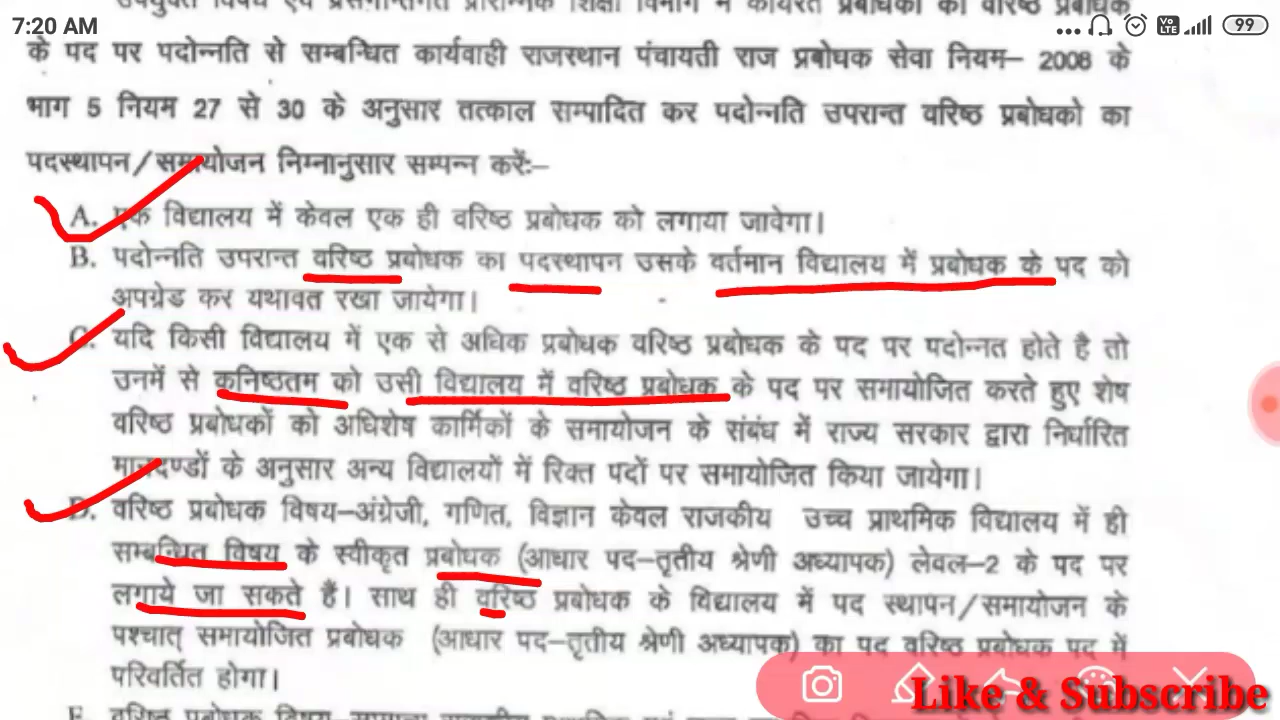 7:20 AM
Vo LTE
99
के पद पर पदोन्नति से सम्बन्धित कार्यवाही राजस्थान पंचायती राज प्रबोधक सेवा नियम– 2008 के
भाग 5 नियम 27 से 30 के अनुसार तत्काल सम्पादित कर पदोन्नति उपरान्त वरिष्ठ प्रबोधको का
पदस्थापन/समायोजन निम्नानुसार सम्पन्न करें:–
A. एक विद्यालय में केवल एक ही वरिष्ठ प्रबोधक को लगाया जावेगा।
B. पदोन्नति उपरान्त वरिष्ठ प्रबोधक का पदस्थापन उसके वर्तमान विद्यालय में प्रबोधक के पद को
अपग्रेड कर यथावत रखा जायेगा।
C. यदि किसी विद्यालय में एक से अधिक प्रबोधक वरिष्ठ प्रबोधक के पद पर पदोन्नत होते है तो
उनमें से कनिष्ठतम को उसी विद्यालय में वरिष्ठ प्रबोधक के पद पर समायोजित करते हुए शेष
वरिष्ठ प्रबोधकों को अधिशेष कार्मिकों के समायोजन के संबंध में राज्य सरकार द्वारा निर्धारित
मानदण्डों के अनुसार अन्य विद्यालयों में रिक्त पदों पर समायोजित किया जायेगा।
D. वरिष्ठ प्रबोधक विषय–अंग्रेजी, गणित, विज्ञान केवल राजकीय उच्च प्राथमिक विद्यालय में ही
सम्बन्धित विषय के स्वीकृत प्रबोधक (आधार पद–तृतीय श्रेणी अध्यापक) लेवल–2 के पद पर
लगाये जा सकते हैं। साथ ही वरिष्ठ प्रबोधक के विद्यालय में पद स्थापन/समायोजन के
पश्चात् समायोजित प्रबोधक (आधार पद–तृतीय श्रेणी अध्यापक) का पद वरिष्ठ प्रबोधक पद में
परिवर्तित होगा।
Like & Subscribe